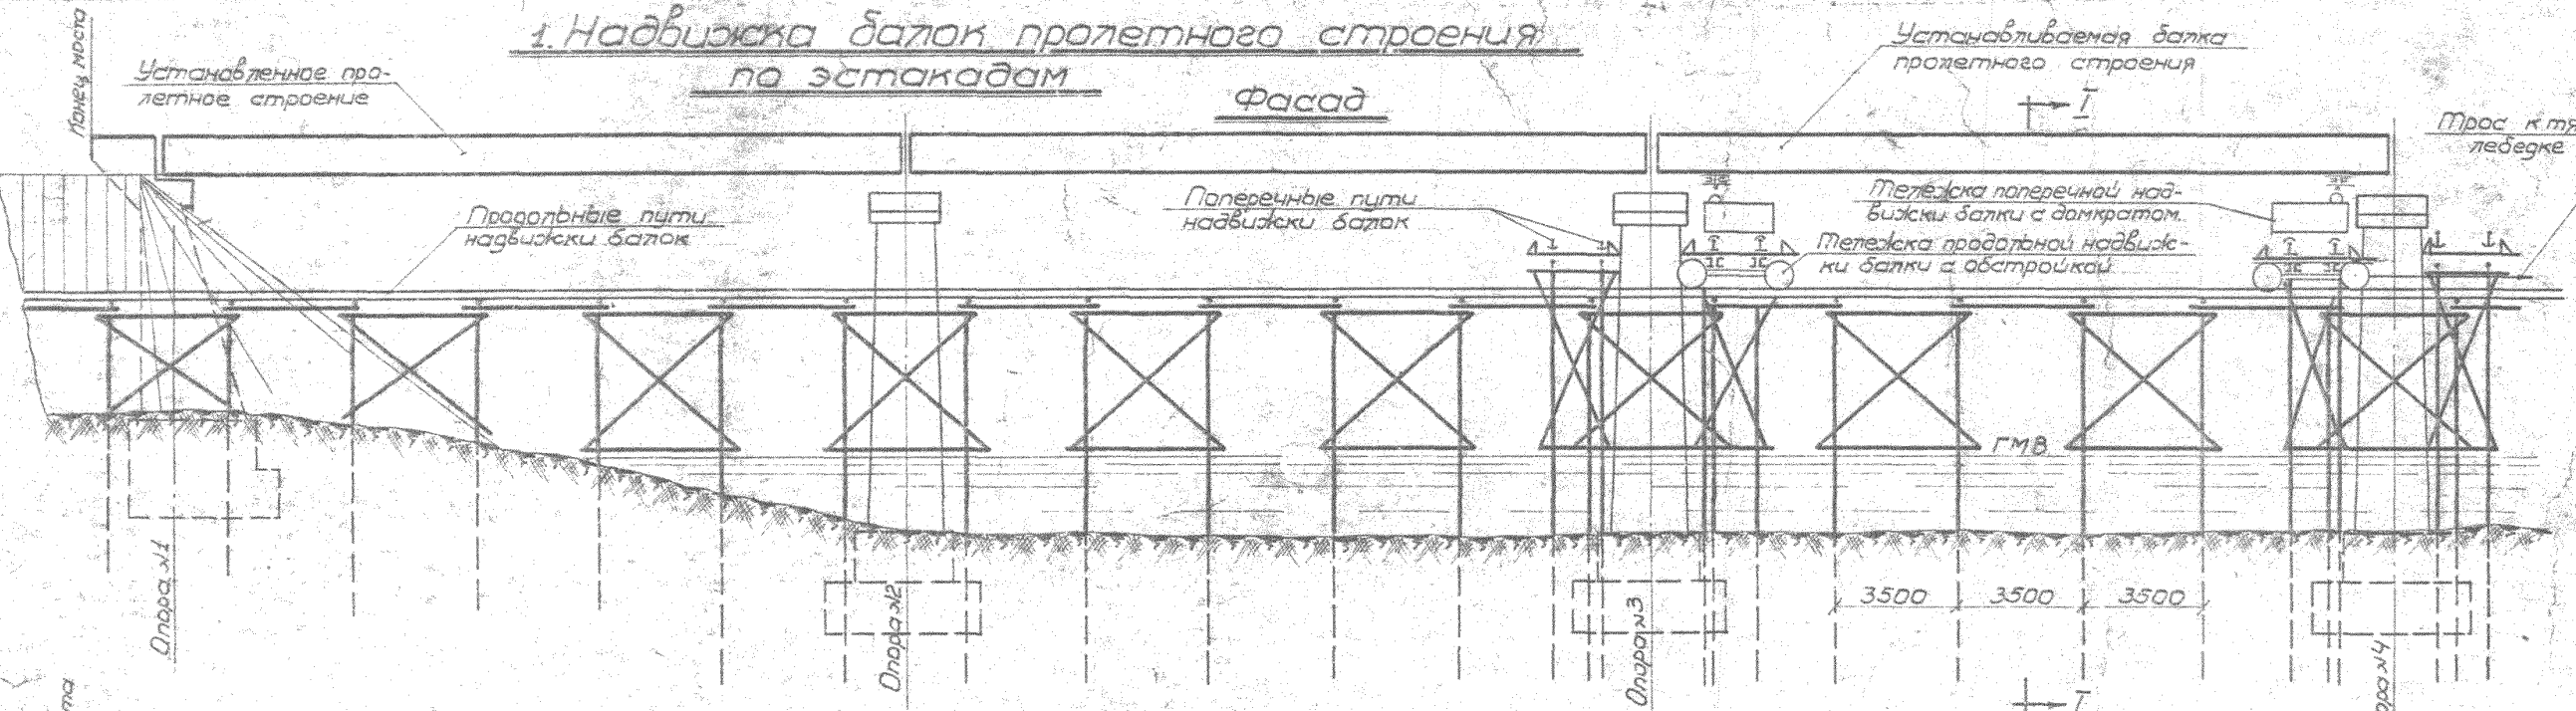 1. Надвижка балок пролетного строения
по эстакадам
Фасад
Конец моста
Установленное про-
летное строение
Устанавливаемая балка
пролетного строения
I
Трос к тя
лебедке
Продольные пути
надвижки балок
Поперечные пути
надвижки балок
Тележка поперечной над-
вижки балки с домкратом
Тележка продольной надвиж-
ки балки с обстройкой
ГМВ
3500
3500
3500
Опора №1
Опора №2
Опора №3
ора №4
та
I